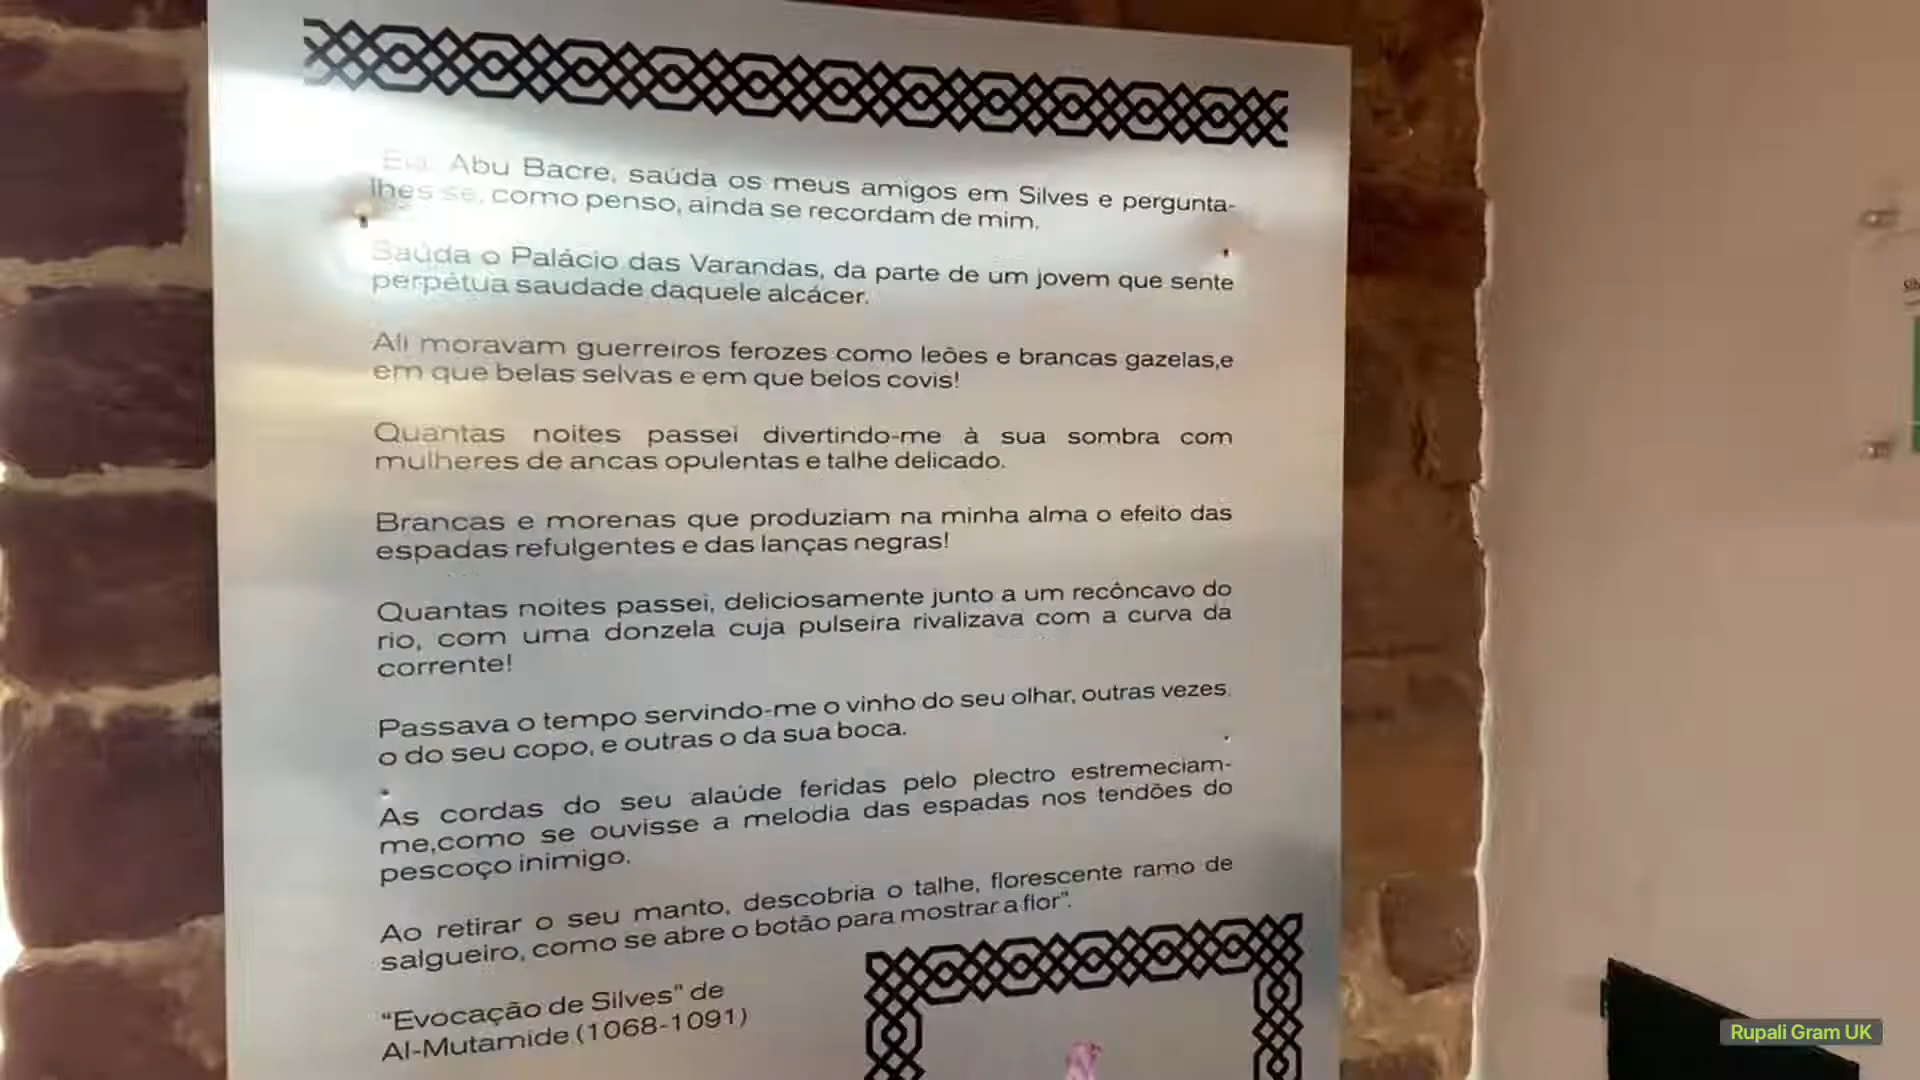 Eia, Abu Bacre, saúda os meus amigos em Silves e pergunta-
lhes se, como penso, ainda se recordam de mim.
Saúda o Palácio das Varandas, da parte de um jovem que sente
perpétua saudade daquele alcácer.
Ali moravam guerreiros ferozes como leões e brancas gazelas,e
em que belas selvas e em que belos covis!
Quantas noites passei divertindo-me à sua sombra com
mulheres de ancas opulentas e talhe delicado.
Brancas e morenas que produziam na minha alma o efeito das
espadas refulgentes e das lanças negras!
Quantas noites passei, deliciosamente junto a um recôncavo do
rio, com uma donzela cuja pulseira rivalizava com a curva da
corrente!
Passava o tempo servindo-me o vinho do seu olhar, outras vezes,
o do seu copo, e outras o da sua boca.
As cordas do seu alaúde feridas pelo plectro estremeciam-
me,como se ouvisse a melodia das espadas nos tendões do
pescoço inimigo.
Ao retirar o seu manto, descobria o talhe, florescente ramo de
salgueiro, como se abre o botão para mostrar a flor".
"Evocação de Silves" de
Al-Mutamide (1068-1091)
Rupali Gram UK